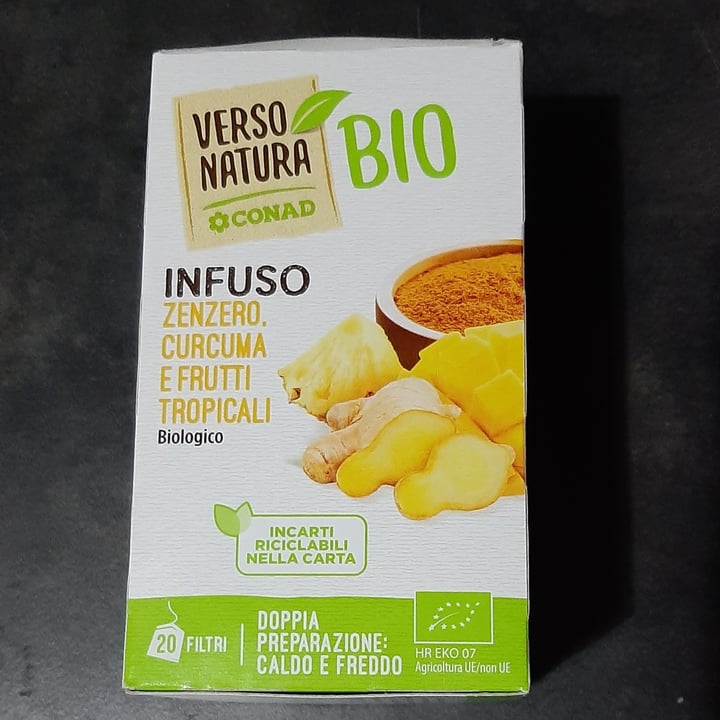 VERSO
NATURA
CONAD
BIO
INFUSO
ZENZERO,
CURCUMA
E FRUTTI
TROPICALI
Biologico
INCARTI
RICICLABILI
NELLA CARTA
20 FILTRI
DOPPIA
PREPARAZIONE:
CALDO E FREDDO
HR EKO 07
Agricoltura UE/non UE